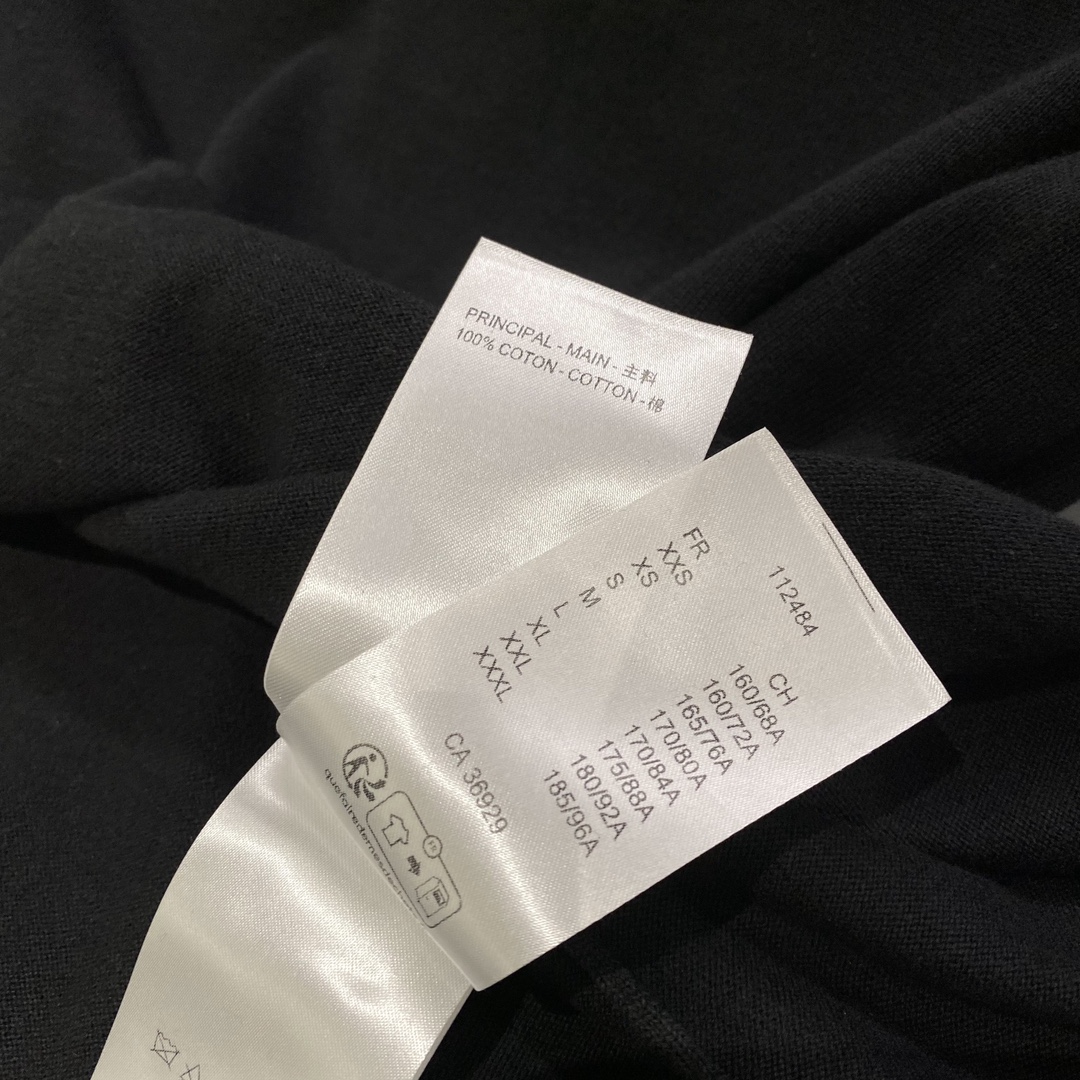 PRINCIPAL - MAIN - 主料
100% COTON - COTTON - 棉
112484
FR CH
XXS 160/68A
XS 160/72A
S 165/76A
M 170/80A
L 170/84A
XL 175/88A
XXL 180/92A
XXXL 185/96A
CA 36929
FR